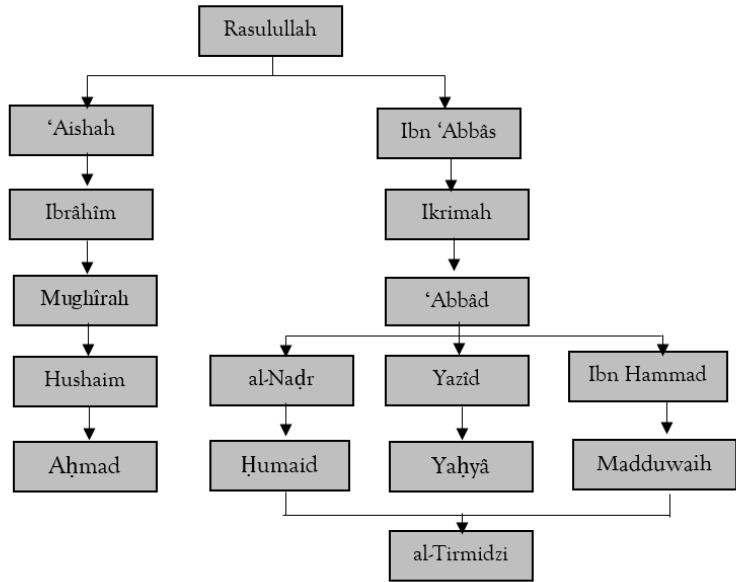 Rasulullah
‘Aishah
Ibn ‘Abbâs
Ibrâhîm
Ikrimah
Mughîrah
‘Abbâd
Hushaim
al-Naḍr
Yazîd
Ibn Hammad
Aḥmad
Ḥumaid
Yaḥyâ
Madduwaih
al-Tirmidzi